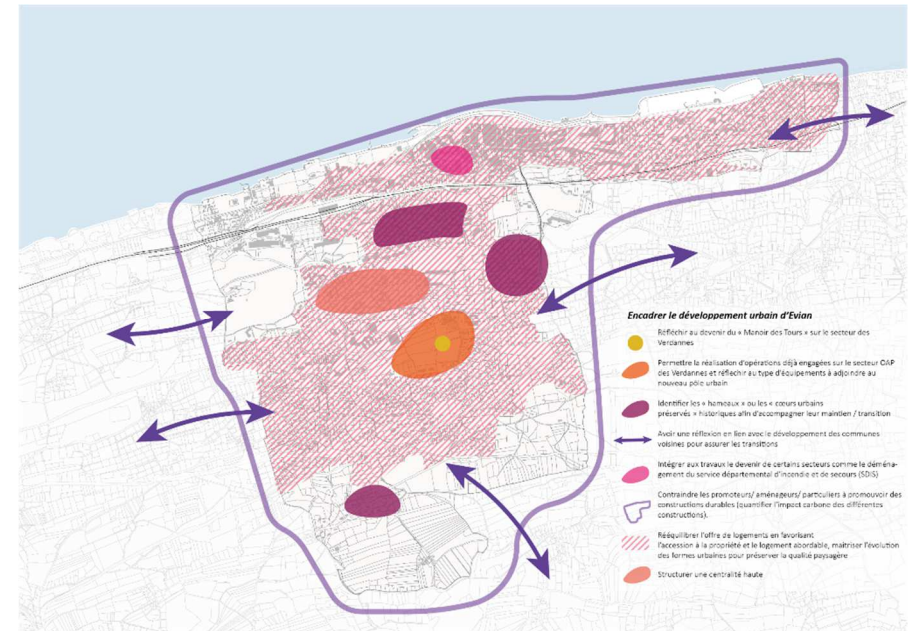 Encadrer le développement urbain d'Evian
Réfléchir au devenir du « Manoir des Tours » sur le secteur des
Verdannes
Permettre la réalisation d'opérations déjà engagées sur le secteur OAP
des Verdannes et réfléchir au type d'équipements à adjoindre au
nouveau pôle urbain
Identifier les « hameaux » ou les « cœurs urbains
préservés » historiques afin d'accompagner leur maintien / transition
Avoir une réflexion en lien avec le développement des communes
voisines pour assurer les transitions
Intégrer aux travaux le devenir de certains secteurs comme le déména-
gement du service départemental d'incendie et de secours (SDIS)
Contraindre les promoteurs/ aménageurs/ particuliers à promouvoir des
constructions durables (quantifier l'impact carbone des différentes
constructions).
Rééquilibrer l'offre de logements en favorisant
l'accession à la propriété et le logement abordable, maitriser l'évolution
des formes urbaines pour préserver la qualité paysagère
Structurer une centralité haute